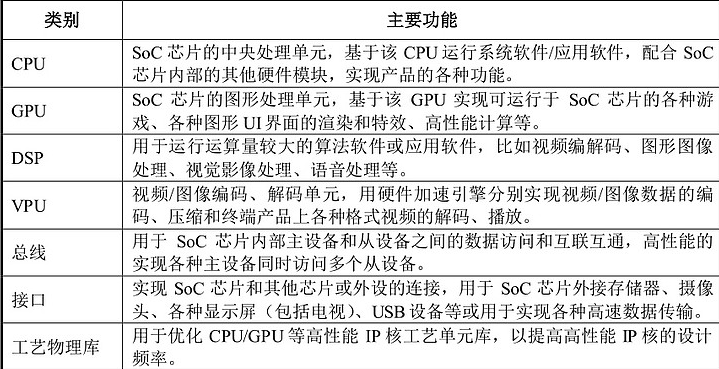 类别 主要功能
CPU
SoC 芯片的中央处理单元，基于该 CPU 运行系统软件/应用软件，配合 SoC
芯片内部的其他硬件模块，实现产品的各种功能。
GPU
SoC 芯片的图形处理单元，基于该 GPU 实现可运行于 SoC 芯片的各种游
戏、各种图形 UI 界面的渲染和特效、高性能计算等。
DSP
用于运行运算量较大的算法软件或应用软件，比如视频编解码、图形图像
处理、视觉影像处理、语音处理等。
VPU
视频/图像编码、解码单元，用硬件加速引擎分别实现视频/图像数据的编
码、压缩和终端产品上各种格式视频的解码、播放。
总线
用于 SoC 芯片内部主设备和从设备之间的数据访问和互联互通，高性能的
实现各种主设备同时访问多个从设备。
接口
实现 SoC 芯片和其他芯片或外设的连接，用于 SoC 芯片外接存储器、摄像
头、各种显示屏（包括电视）、USB 设备等或用于实现各种高速数据传输。
工艺物理库
用于优化 CPU/GPU 等高性能 IP 核工艺单元库，以提高高性能 IP 核的设计
频率。